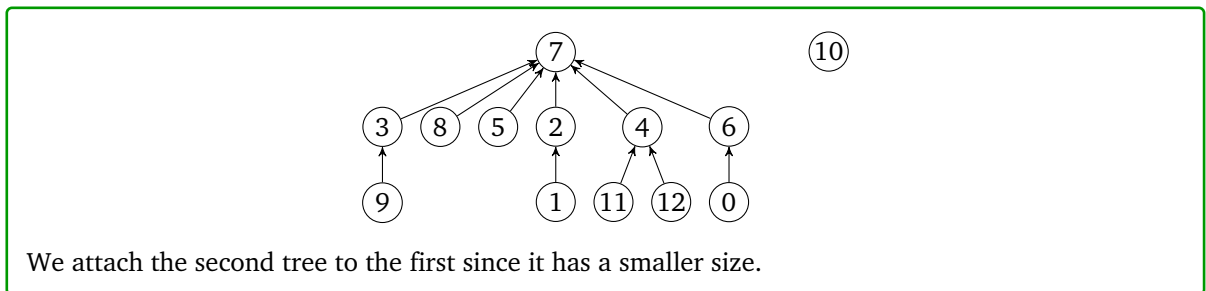 7 10
3 8 5 2 4 6
9 1 11 12 0
We attach the second tree to the first since it has a smaller size.